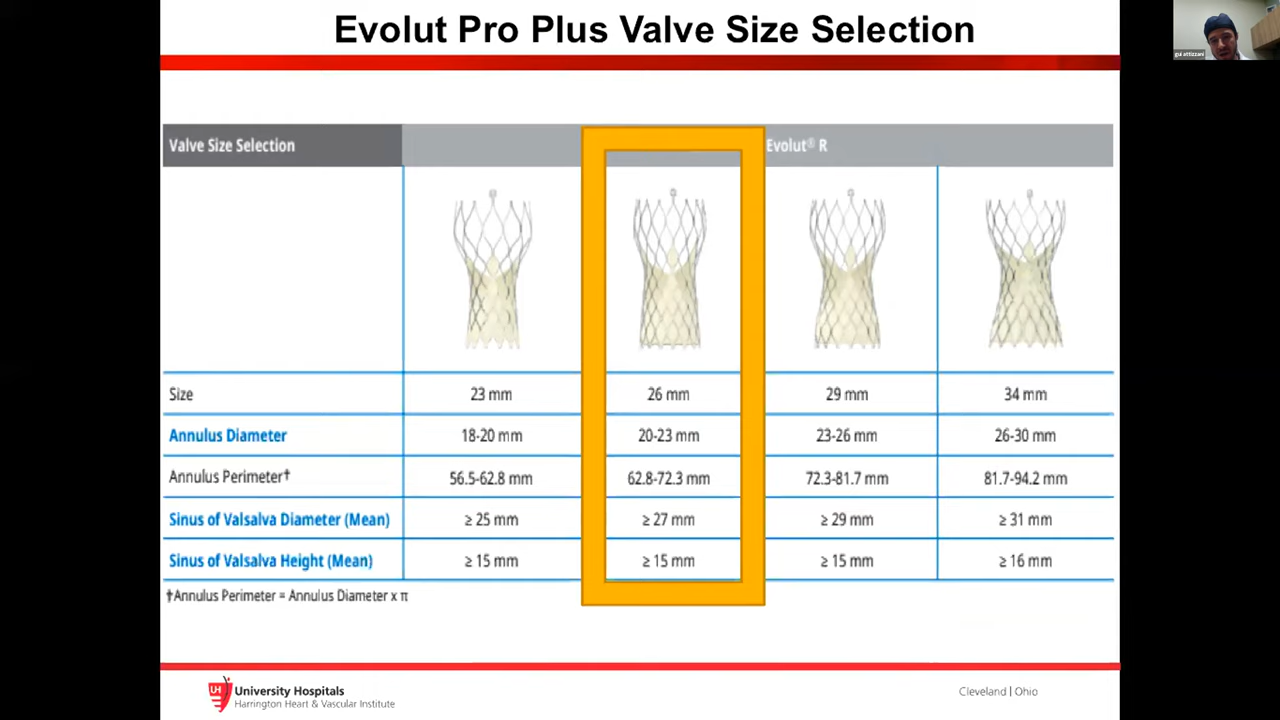 Evolut Pro Plus Valve Size Selection
gui attizzani
Valve Size Selection Evolut® R
Size 23 mm 26 mm 29 mm 34 mm
Annulus Diameter 18-20 mm 20-23 mm 23-26 mm 26-30 mm
Annulus Perimeter† 56.5-62.8 mm 62.8-72.3 mm 72.3-81.7 mm 81.7-94.2 mm
Sinus of Valsalva Diameter (Mean) ≥ 25 mm ≥ 27 mm ≥ 29 mm ≥ 31 mm
Sinus of Valsalva Height (Mean) ≥ 15 mm ≥ 15 mm ≥ 15 mm ≥ 16 mm
†Annulus Perimeter = Annulus Diameter x π
UH University Hospitals
Harrington Heart & Vascular Institute
Cleveland | Ohio